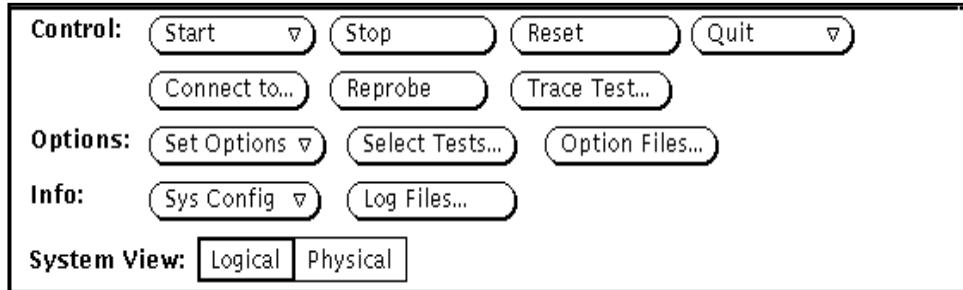 Control: Start Stop Reset Quit
Connect to... Reprobe Trace Test...
Options: Set Options Select Tests... Option Files...
Info: Sys Config Log Files...
System View: Logical Physical